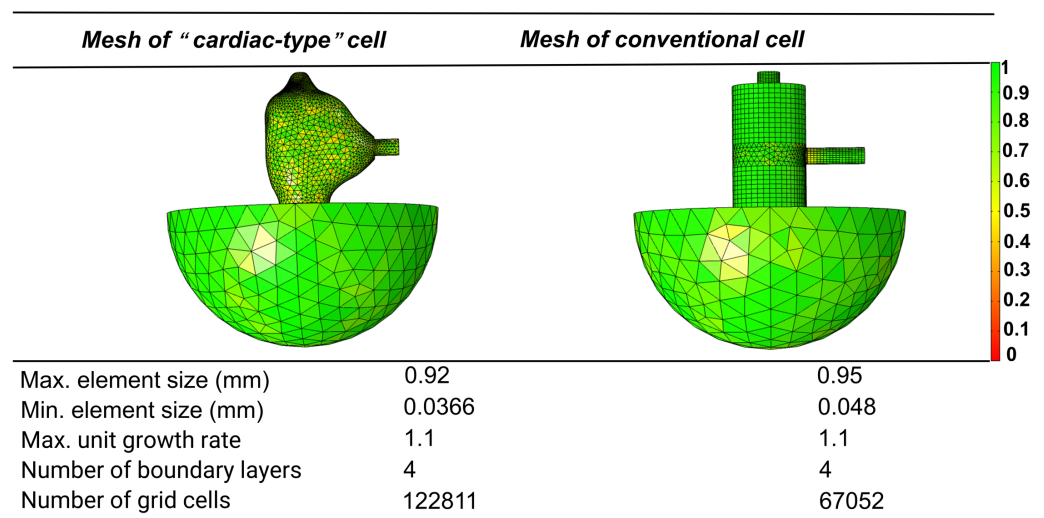 Mesh of “cardiac-type” cell Mesh of conventional cell
1
0.9
0.8
0.7
0.6
0.5
0.4
0.3
0.2
0.1
0
Max. element size (mm) 0.92 0.95
Min. element size (mm) 0.0366 0.048
Max. unit growth rate 1.1 1.1
Number of boundary layers 4 4
Number of grid cells 122811 67052